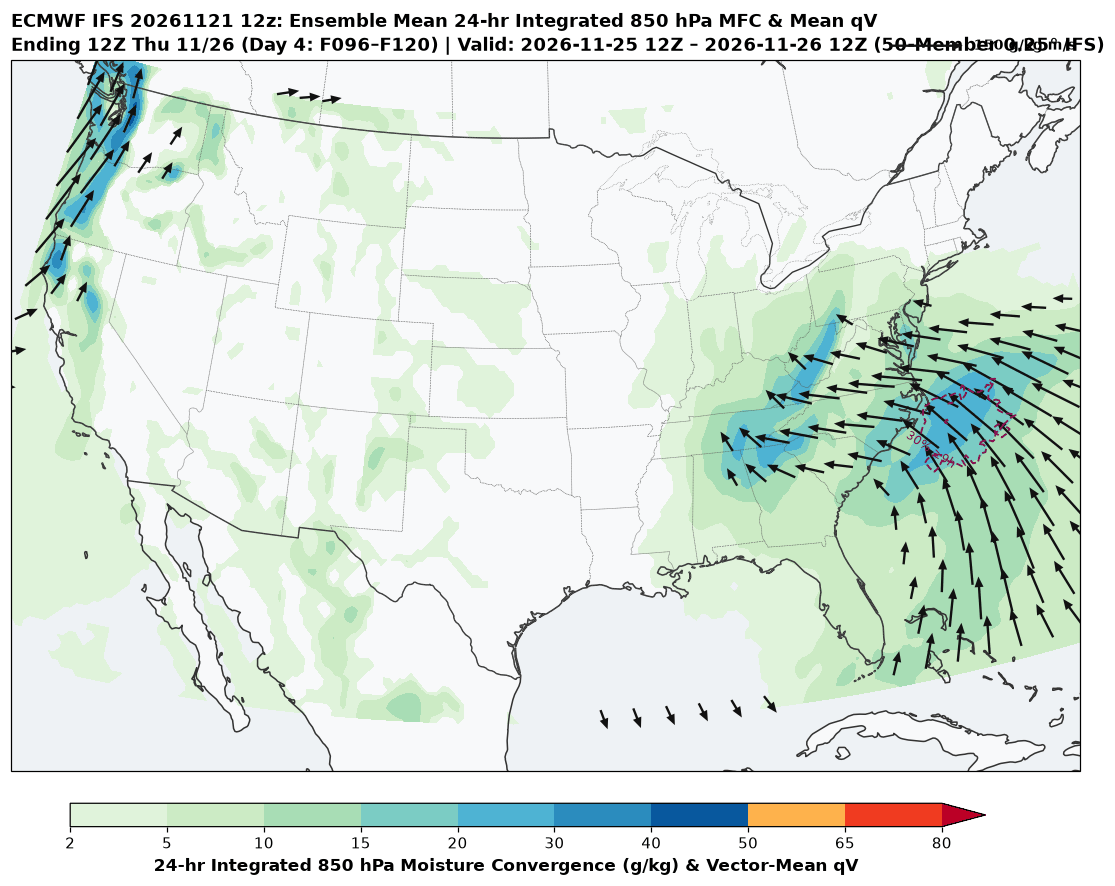 ECMWF IFS 20261121 12z: Ensemble Mean 24-hr Integrated 850 hPa MFC & Mean qV
Ending 12Z Thu 11/26 (Day 4: F096–F120) | Valid: 2026-11-25 12Z – 2026-11-26 12Z (50-Member 0.25° IFS)
30%
2 5 10 15 20 30 40 50 65 80
24-hr Integrated 850 hPa Moisture Convergence (g/kg) & Vector-Mean qV